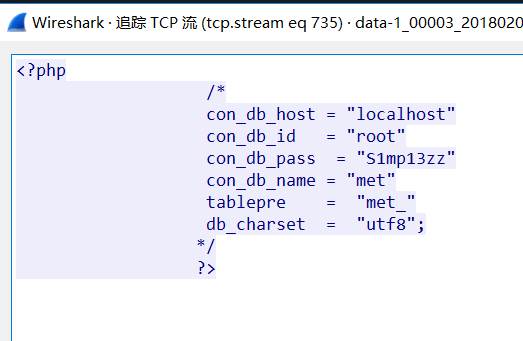 Wireshark · 追踪 TCP 流 (tcp.stream eq 735) · data-1_00003_2018020
<?php
/*
con_db_host = "localhost"
con_db_id = "root"
con_db_pass = "S1mp13zz"
con_db_name = "met"
tablepre = "met_"
db_charset = "utf8";
*/
?>